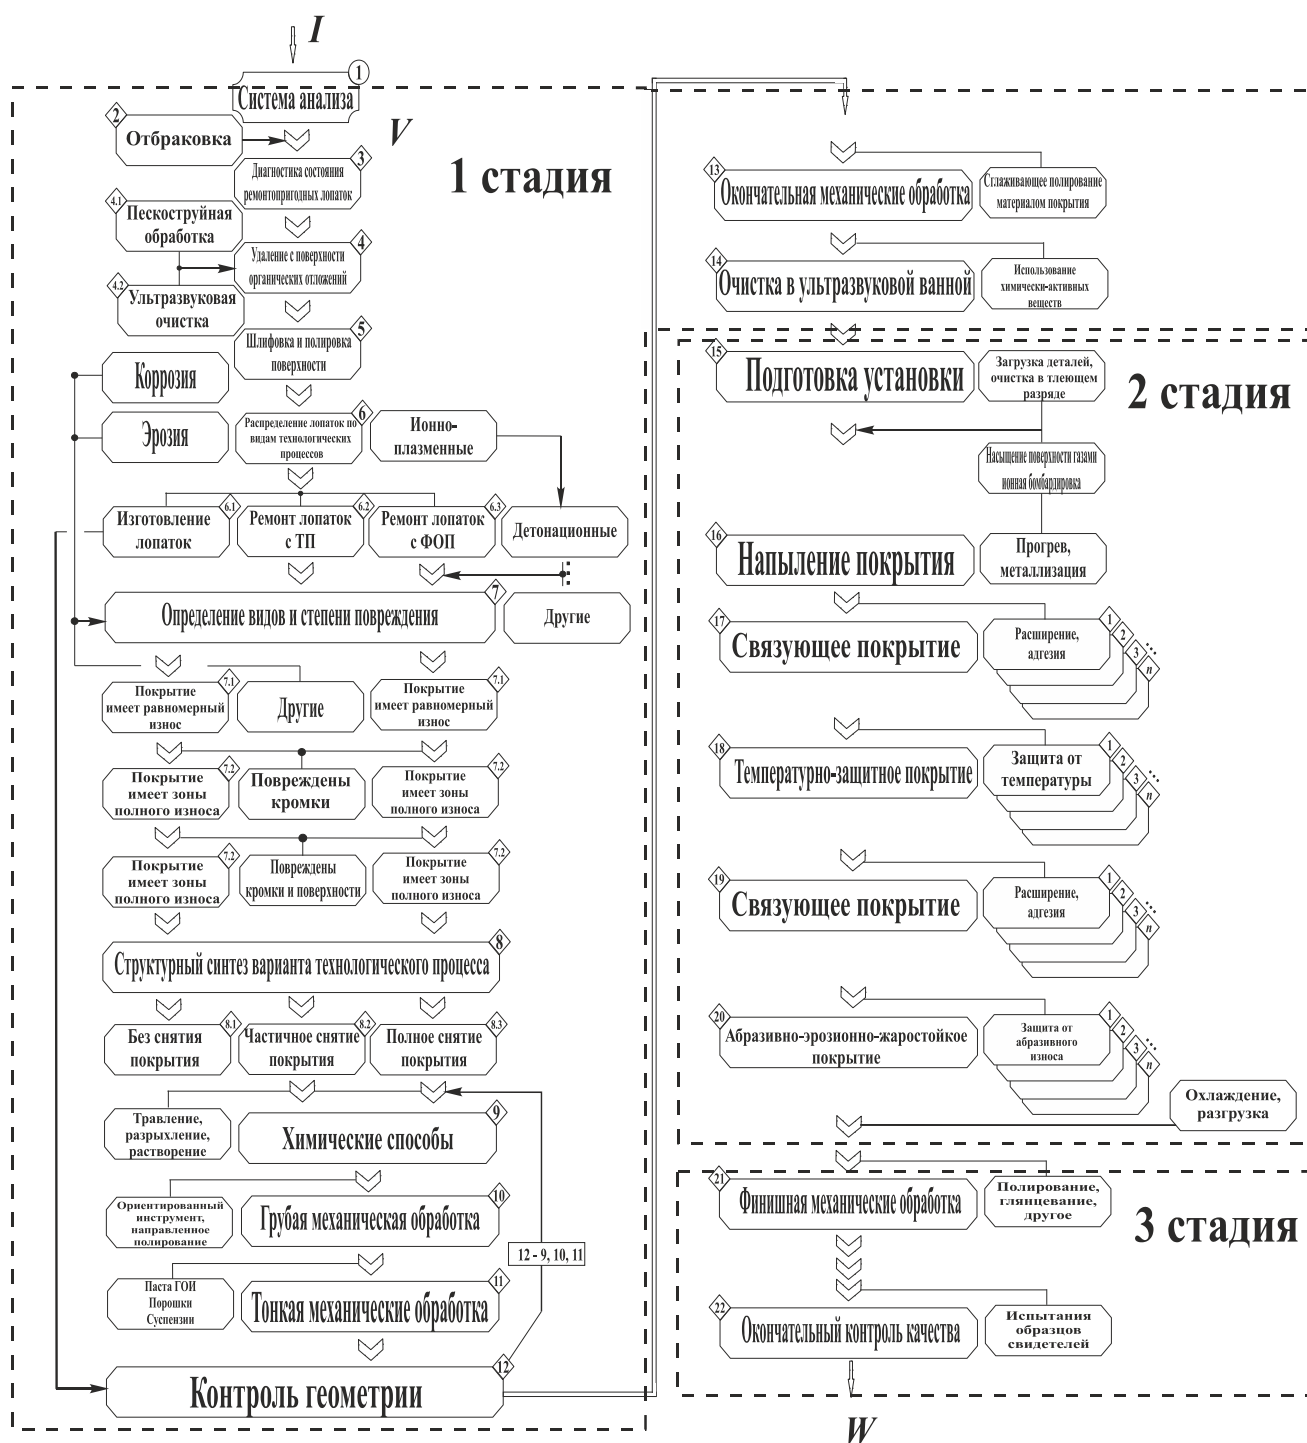 I
1
Система анализа
2
Отбраковка
V
1 стадия
3
Диагностика состояния
ремонтопригодных лопаток
4.1
Пескоструйная
обработка
4
Удаление с поверхности
органических отложений
4.2
Ультразвуковая
очистка
5
Шлифовка и полировка
поверхности
Коррозия
Эрозия
6
Распределение лопаток по
видам технологических
процессов
Ионно-
плазменные
6.1
Изготовление
лопаток
6.2
Ремонт лопаток
с ТП
6.3
Ремонт лопаток
с ФОП
Детонационные
7
Определение видов и степени повреждения
Другие
7.1
Покрытие
имеет равномерный
износ
Другие
7.1
Покрытие
имеет равномерный
износ
7.2
Покрытие
имеет зоны
полного износа
Повреждены
кромки
7.2
Покрытие
имеет зоны
полного износа
7.2
Покрытие
имеет зоны
полного износа
Повреждены
кромки и поверхности
7.2
Покрытие
имеет зоны
полного износа
8
Структурный синтез варианта технологического процесса
8.1
Без снятия
покрытия
8.2
Частичное снятие
покрытия
8.3
Полное снятие
покрытия
Травление,
разрыхление,
растворение
9
Химические способы
Ориентированный
инструмент,
направленное
полирование
10
Грубая механическая обработка
12 - 9, 10, 11
Паста ГОИ
Порошки
Суспензии
11
Тонкая механические обработка
12
Контроль геометрии
13
Окончательная механические обработка
Сглаживающее полирование
материалом покрытия
14
Очистка в ультразвуковой ванной
Использование
химически-активных
веществ
15
Подготовка установки
Загрузка деталей,
очистка в тлеющем
разряде
2 стадия
Насыщение поверхности газами
ионная бомбардировка
16
Напыление покрытия
Прогрев,
металлизация
17
Связующее покрытие
Расширение,
адгезия
1
2
3
...
n
18
Температурно-защитное покрытие
Защита от
температуры
1
2
3
...
n
19
Связующее покрытие
Расширение,
адгезия
1
2
3
...
n
20
Абразивно-эрозионно-жаростойкое
покрытие
Защита от
абразивного
износа
1
2
3
...
n
Охлаждение,
разгрузка
21
Финишная механические обработка
Полирование,
глянцевание,
другое
3 стадия
22
Окончательный контроль качества
Испытания
образцов
свидетелей
W